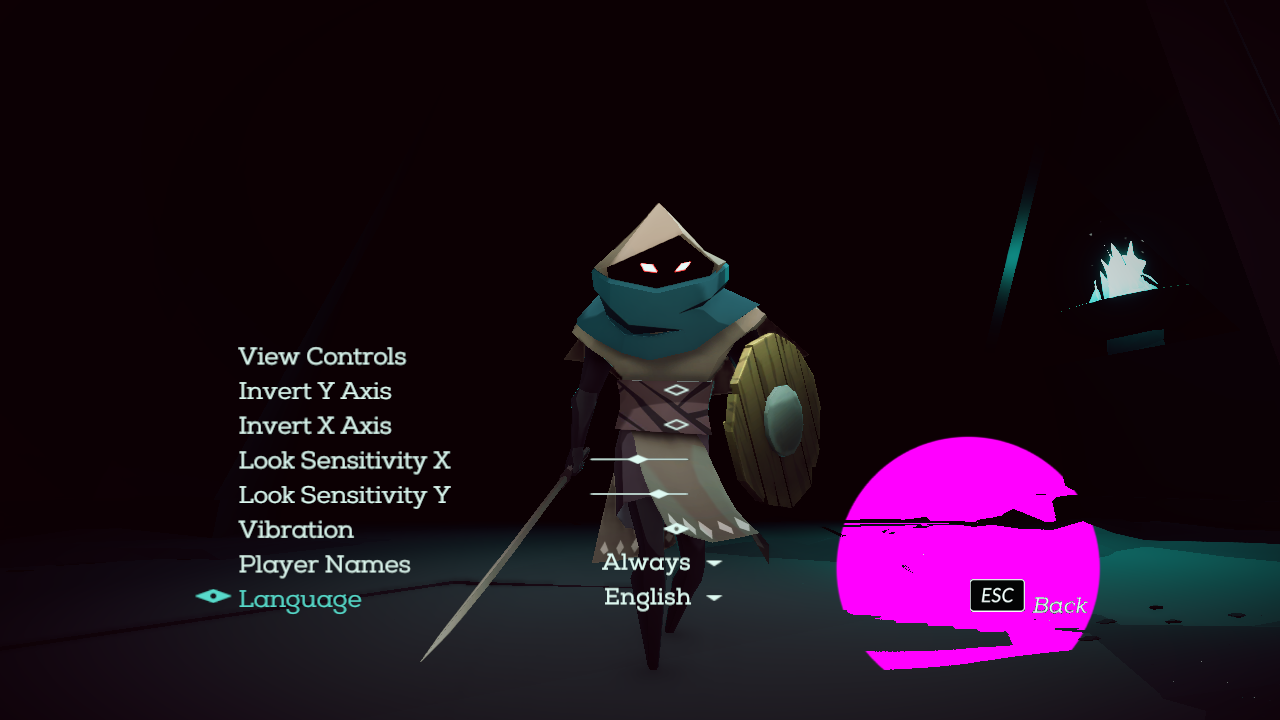 View Controls
Invert Y Axis
Invert X Axis
Look Sensitivity X
Look Sensitivity Y
Vibration
Player Names Always
Language English
ESC Back